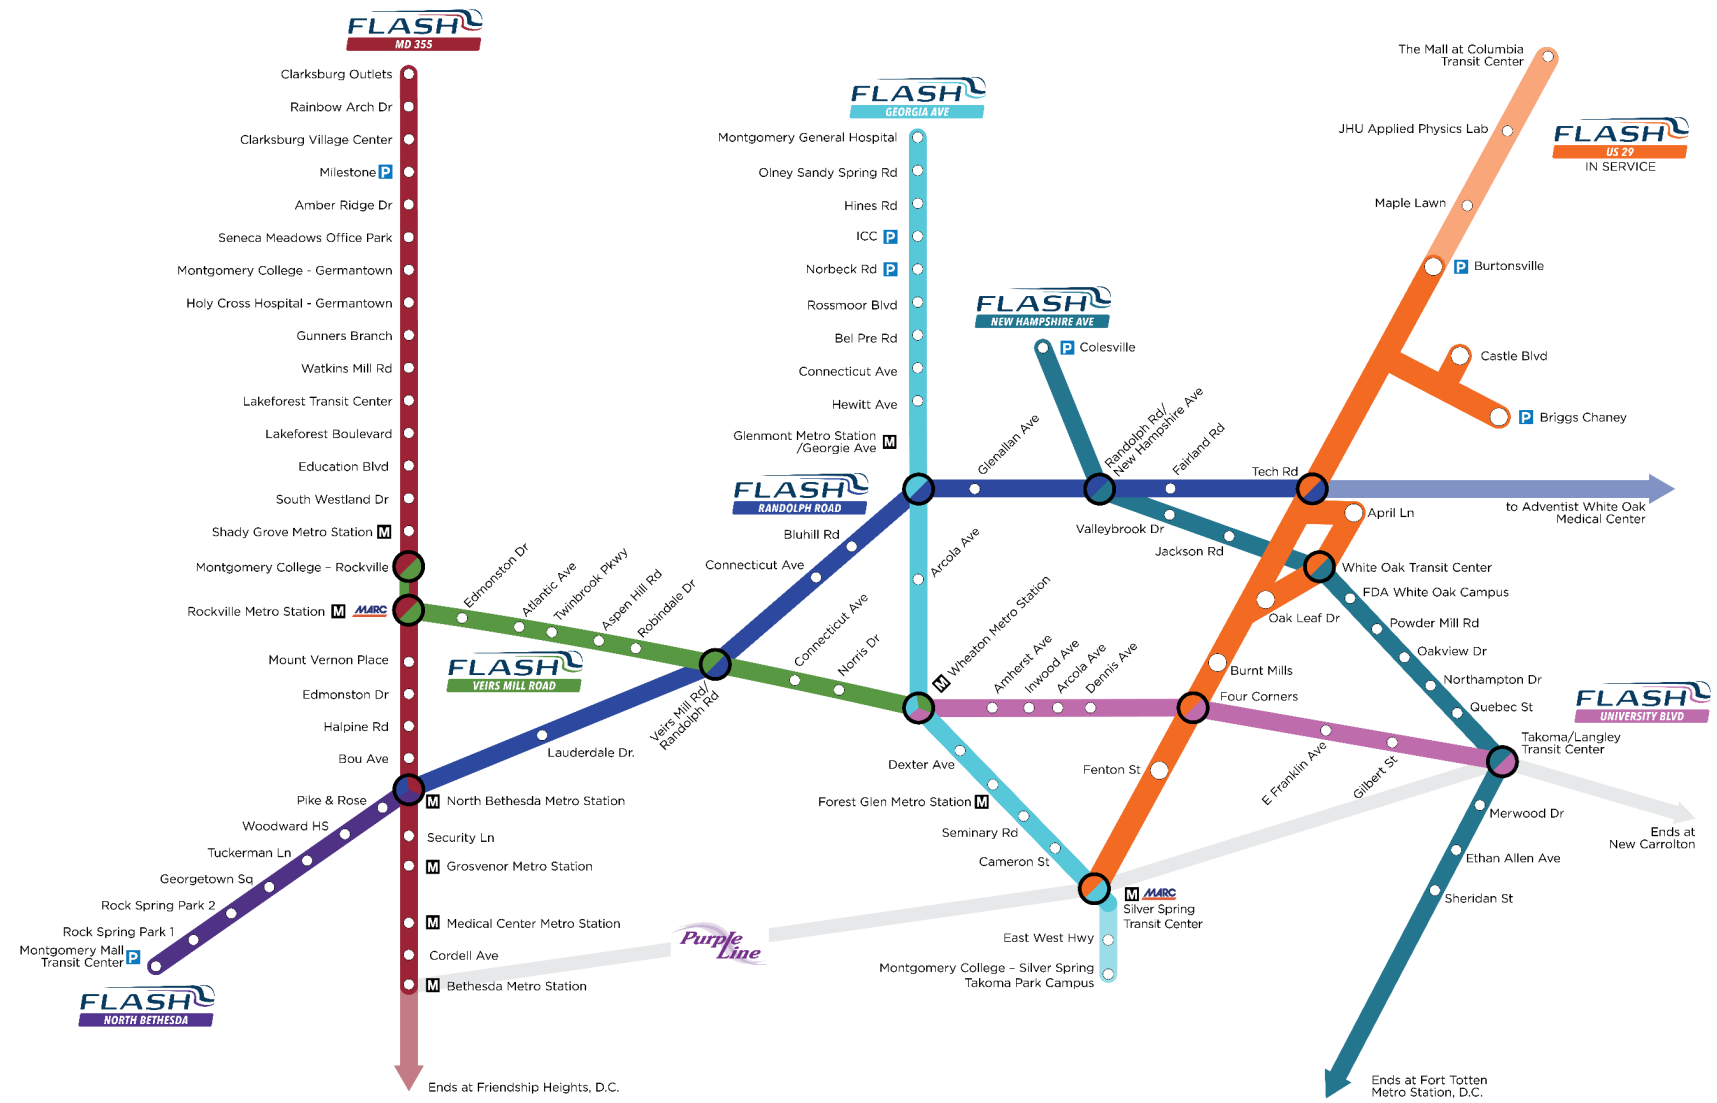 FLASH
MD 355
Clarksburg Outlets
Rainbow Arch Dr
Clarksburg Village Center
Milestone P
Amber Ridge Dr
Seneca Meadows Office Park
Montgomery College - Germantown
Holy Cross Hospital - Germantown
Gunners Branch
Watkins Mill Rd
Lakeforest Transit Center
Lakeforest Boulevard
Education Blvd
South Westland Dr
Shady Grove Metro Station M
Montgomery College – Rockville
Rockville Metro Station M MARC
Mount Vernon Place
Edmonston Dr
Halpine Rd
Bou Ave
M North Bethesda Metro Station
Security Ln
M Grosvenor Metro Station
M Medical Center Metro Station
Cordell Ave
M Bethesda Metro Station
Ends at Friendship Heights, D.C.
Pike & Rose
Woodward HS
Tuckerman Ln
Georgetown Sq
Rock Spring Park 2
Rock Spring Park 1
Montgomery Mall
Transit Center P
FLASH
NORTH BETHESDA
Edmonston Dr
Atlantic Ave
Twinbrook Pkwy
Aspen Hill Rd
Robindale Dr
FLASH
VEIRS MILL ROAD
Veirs Mill Rd/
Randolph Rd
Connecticut Ave
Norris Dr
M Wheaton Metro Station
Lauderdale Dr.
Connectcut Ave
Bluhill Rd
FLASH
RANDOLPH ROAD
Glenallan Ave
Randolph Rd/
New Hampshire Ave
Fairland Rd
Tech Rd
to Adventist White Oak
Medical Center
FLASH
GEORGIA AVE
Montgomery General Hospital
Olney Sandy Spring Rd
Hines Rd
ICC P
Norbeck Rd P
Rossmoor Blvd
Bel Pre Rd
Connecticut Ave
Hewitt Ave
Glenmont Metro Station
/Georgie Ave M
Arcola Ave
Dexter Ave
Forest Glen Metro Station M
Seminary Rd
Cameron St
M MARC
Silver Spring
Transit Center
East West Hwy
Montgomery College – Silver Spring
Takoma Park Campus
Purple
Line
FLASH
NEW HAMPSHIRE AVE
P Colesville
Valleybrook Dr
Jackson Rd
White Oak Transit Center
FDA White Oak Campus
Powder Mill Rd
Oakview Dr
Northampton Dr
Quebec St
Takoma/Langley
Transit Center
Merwood Dr
Ethan Allen Ave
Sheridan St
Ends at Fort Totten
Metro Station, D.C.
The Mall at Columbia
Transit Center
JHU Applied Physics Lab
Maple Lawn
FLASH
US 29
IN SERVICE
P Burtonsville
Castle Blvd
P Briggs Chaney
April Ln
Oak Leaf Dr
Burnt Mills
Four Corners
Fenton St
Amherst Ave
Inwood Ave
Arcola Ave
Dennis Ave
E Franklin Ave
Gilbert St
FLASH
UNIVERSITY BLVD
Ends at
New Carrolton